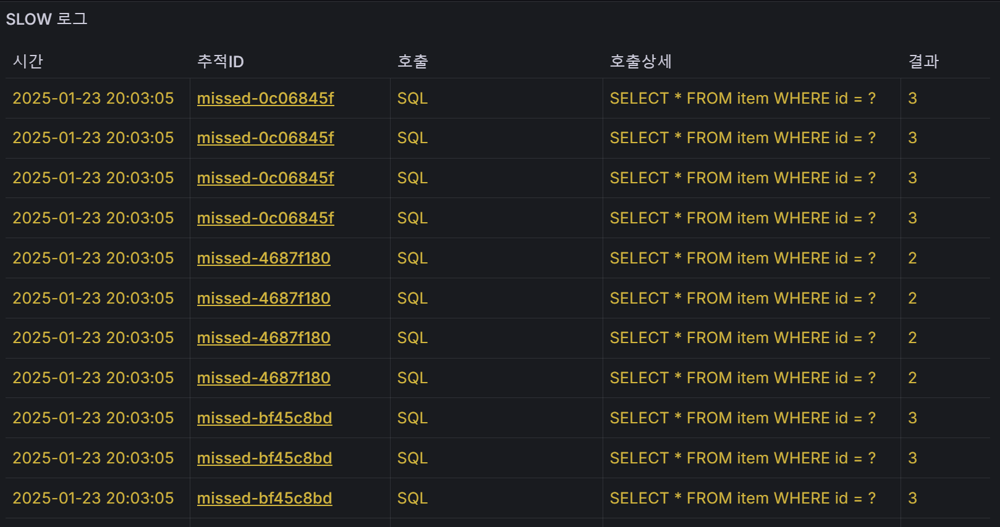 SLOW 로그
시간 추적ID 호출 호출상세 결과
2025-01-23 20:03:05 missed-0c06845f SQL SELECT * FROM item WHERE id = ? 3
2025-01-23 20:03:05 missed-0c06845f SQL SELECT * FROM item WHERE id = ? 3
2025-01-23 20:03:05 missed-0c06845f SQL SELECT * FROM item WHERE id = ? 3
2025-01-23 20:03:05 missed-0c06845f SQL SELECT * FROM item WHERE id = ? 3
2025-01-23 20:03:05 missed-4687f180 SQL SELECT * FROM item WHERE id = ? 2
2025-01-23 20:03:05 missed-4687f180 SQL SELECT * FROM item WHERE id = ? 2
2025-01-23 20:03:05 missed-4687f180 SQL SELECT * FROM item WHERE id = ? 2
2025-01-23 20:03:05 missed-4687f180 SQL SELECT * FROM item WHERE id = ? 2
2025-01-23 20:03:05 missed-bf45c8bd SQL SELECT * FROM item WHERE id = ? 3
2025-01-23 20:03:05 missed-bf45c8bd SQL SELECT * FROM item WHERE id = ? 3
2025-01-23 20:03:05 missed-bf45c8bd SQL SELECT * FROM item WHERE id = ? 3